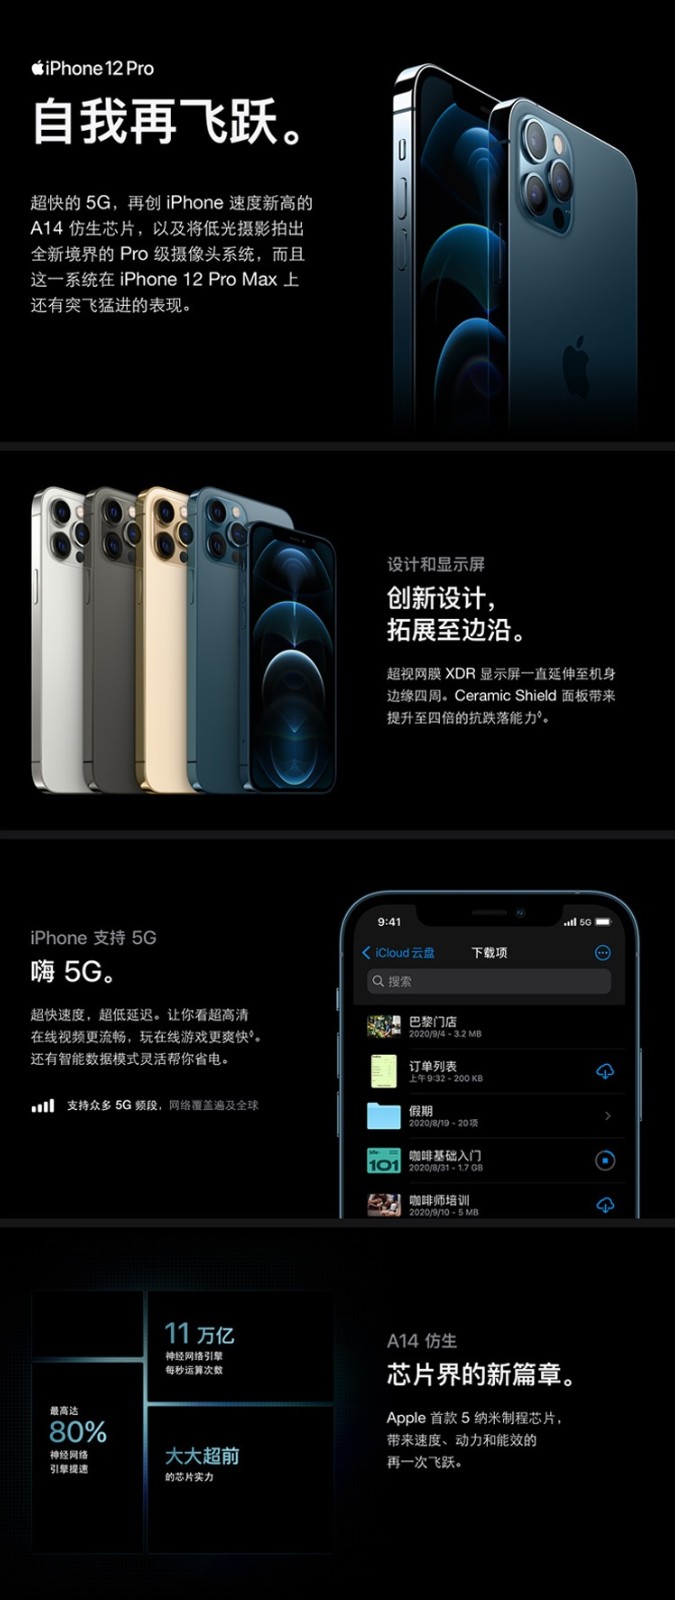 iPhone 12 Pro
自我再飞跃。
超快的 5G，再创 iPhone 速度新高的
A14 仿生芯片，以及将低光摄影拍出
全新境界的 Pro 级摄像头系统，而且
这一系统在 iPhone 12 Pro Max 上
还有突飞猛进的表现。
设计和显示屏
创新设计，
拓展至边沿。
超视网膜 XDR 显示屏一直延伸至机身
边缘四周。Ceramic Shield 面板带来
提升至四倍的抗跌落能力◊。
iPhone 支持 5G
嗨 5G。
超快速度，超低延迟。让你看超高清
在线视频更流畅，玩在线游戏更爽快◊。
还有智能数据模式灵活帮你省电。
支持众多 5G 频段，网络覆盖遍及全球
9:41
5G
iCloud 云盘
下载项
搜索
巴黎门店
2020/9/4 - 3.2 MB
订单列表
上午9:32 - 200 KB
假期
2020/8/19 - 20项
101
咖啡基础入门
2020/8/31 - 1.7 GB
咖啡师培训
2020/9/10 - 5 MB
11 万亿
神经网络引擎
每秒运算次数
最高达
80%
神经网络
引擎提速
大大超前
的芯片实力
A14 仿生
芯片界的新篇章。
Apple 首款 5 纳米制程芯片，
带来速度、动力和能效的
再一次飞跃。